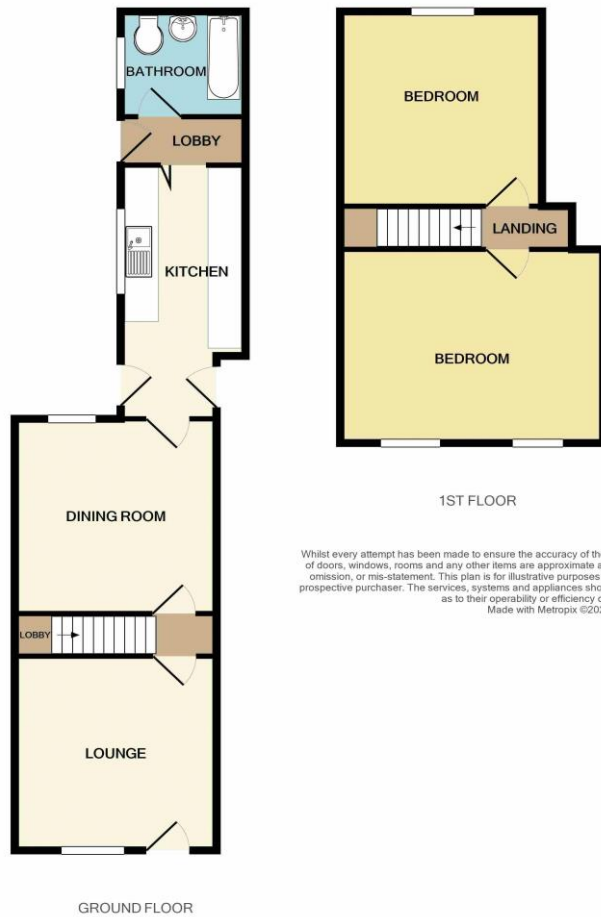 BATHROOM
LOBBY
KITCHEN
DINING ROOM
LOBBY
LOUNGE
GROUND FLOOR
BEDROOM
LANDING
BEDROOM
1ST FLOOR
Whilst every attempt has been made to ensure the accuracy of the
of doors, windows, rooms and any other items are approximate a
omission, or mis-statement. This plan is for illustrative purposes
prospective purchaser. The services, systems and appliances sho
as to their operability or efficiency
Made with Metropix ©202